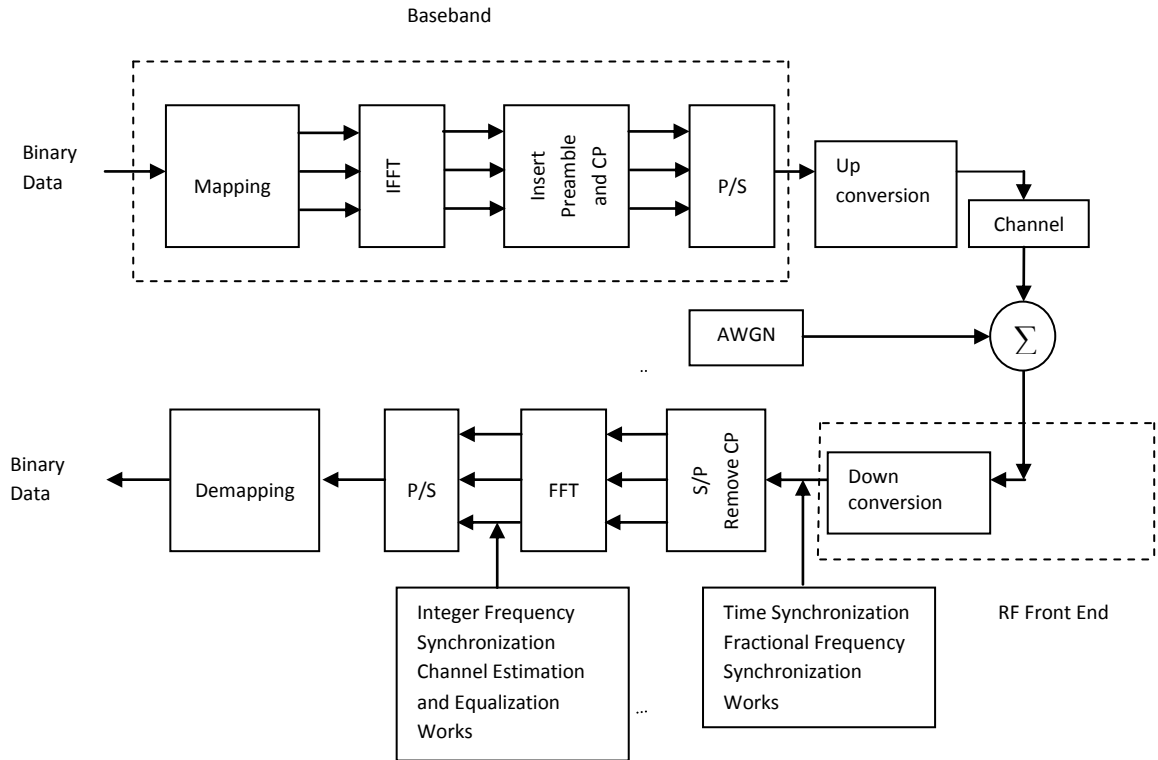 Baseband
Binary
Data
Mapping
IFFT
Insert
Preamble
and CP
P/S
Up
conversion
Channel
AWGN
∑
..
Binary
Data
Demapping
P/S
FFT
S/P
Remove CP
Down
conversion
Integer Frequency
Synchronization
Channel Estimation
and Equalization
Works
...
Time Synchronization
Fractional Frequency
Synchronization
Works
RF Front End